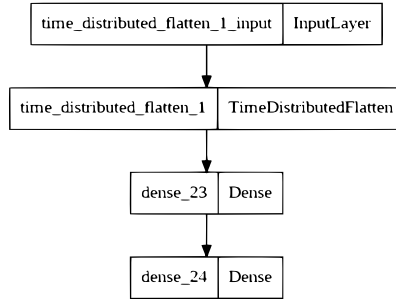 time_distributed_flatten_1_input InputLayer
time_distributed_flatten_1 TimeDistributedFlatten
dense_23 Dense
dense_24 Dense